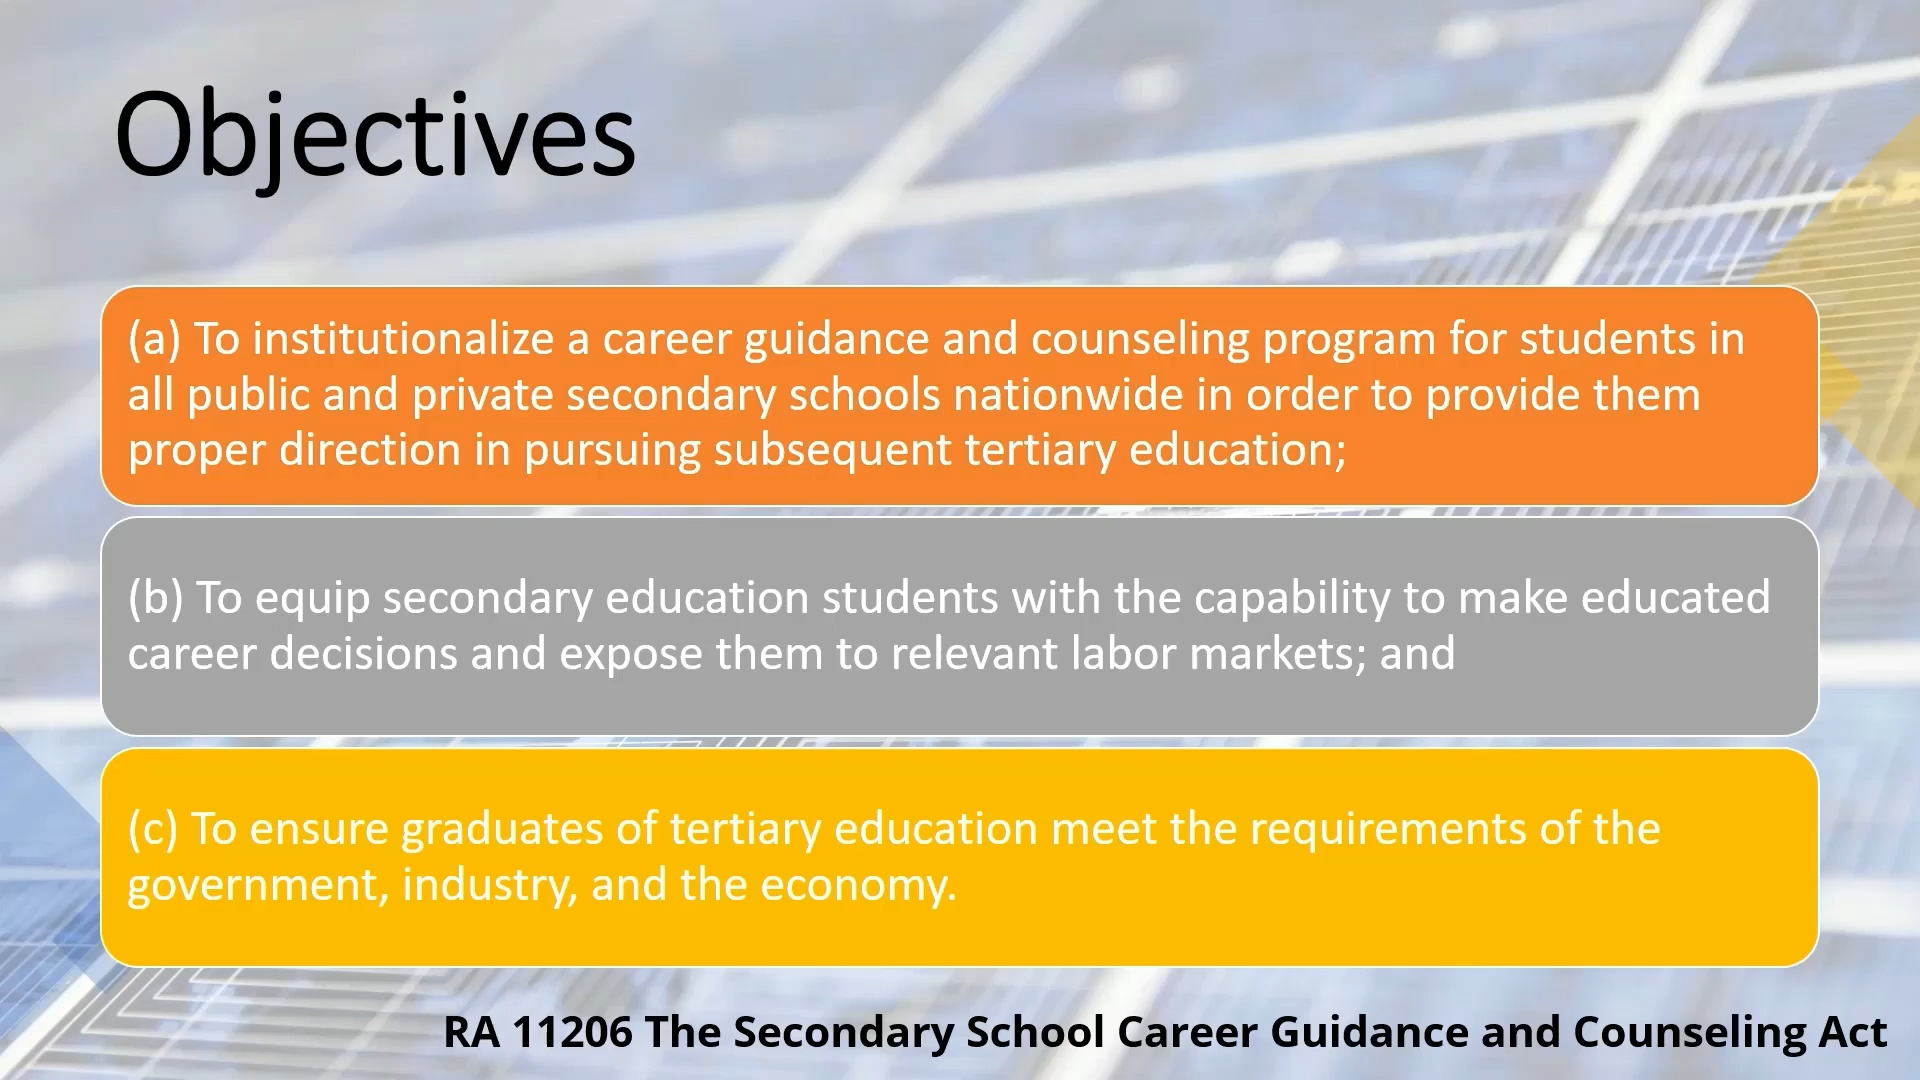 Objectives
(a) To institutionalize a career guidance and counseling program for students in
all public and private secondary schools nationwide in order to provide them
proper direction in pursuing subsequent tertiary education;
(b) To equip secondary education students with the capability to make educated
career decisions and expose them to relevant labor markets; and
(c) To ensure graduates of tertiary education meet the requirements of the
government, industry, and the economy.
RA 11206 The Secondary School Career Guidance and Counseling Act